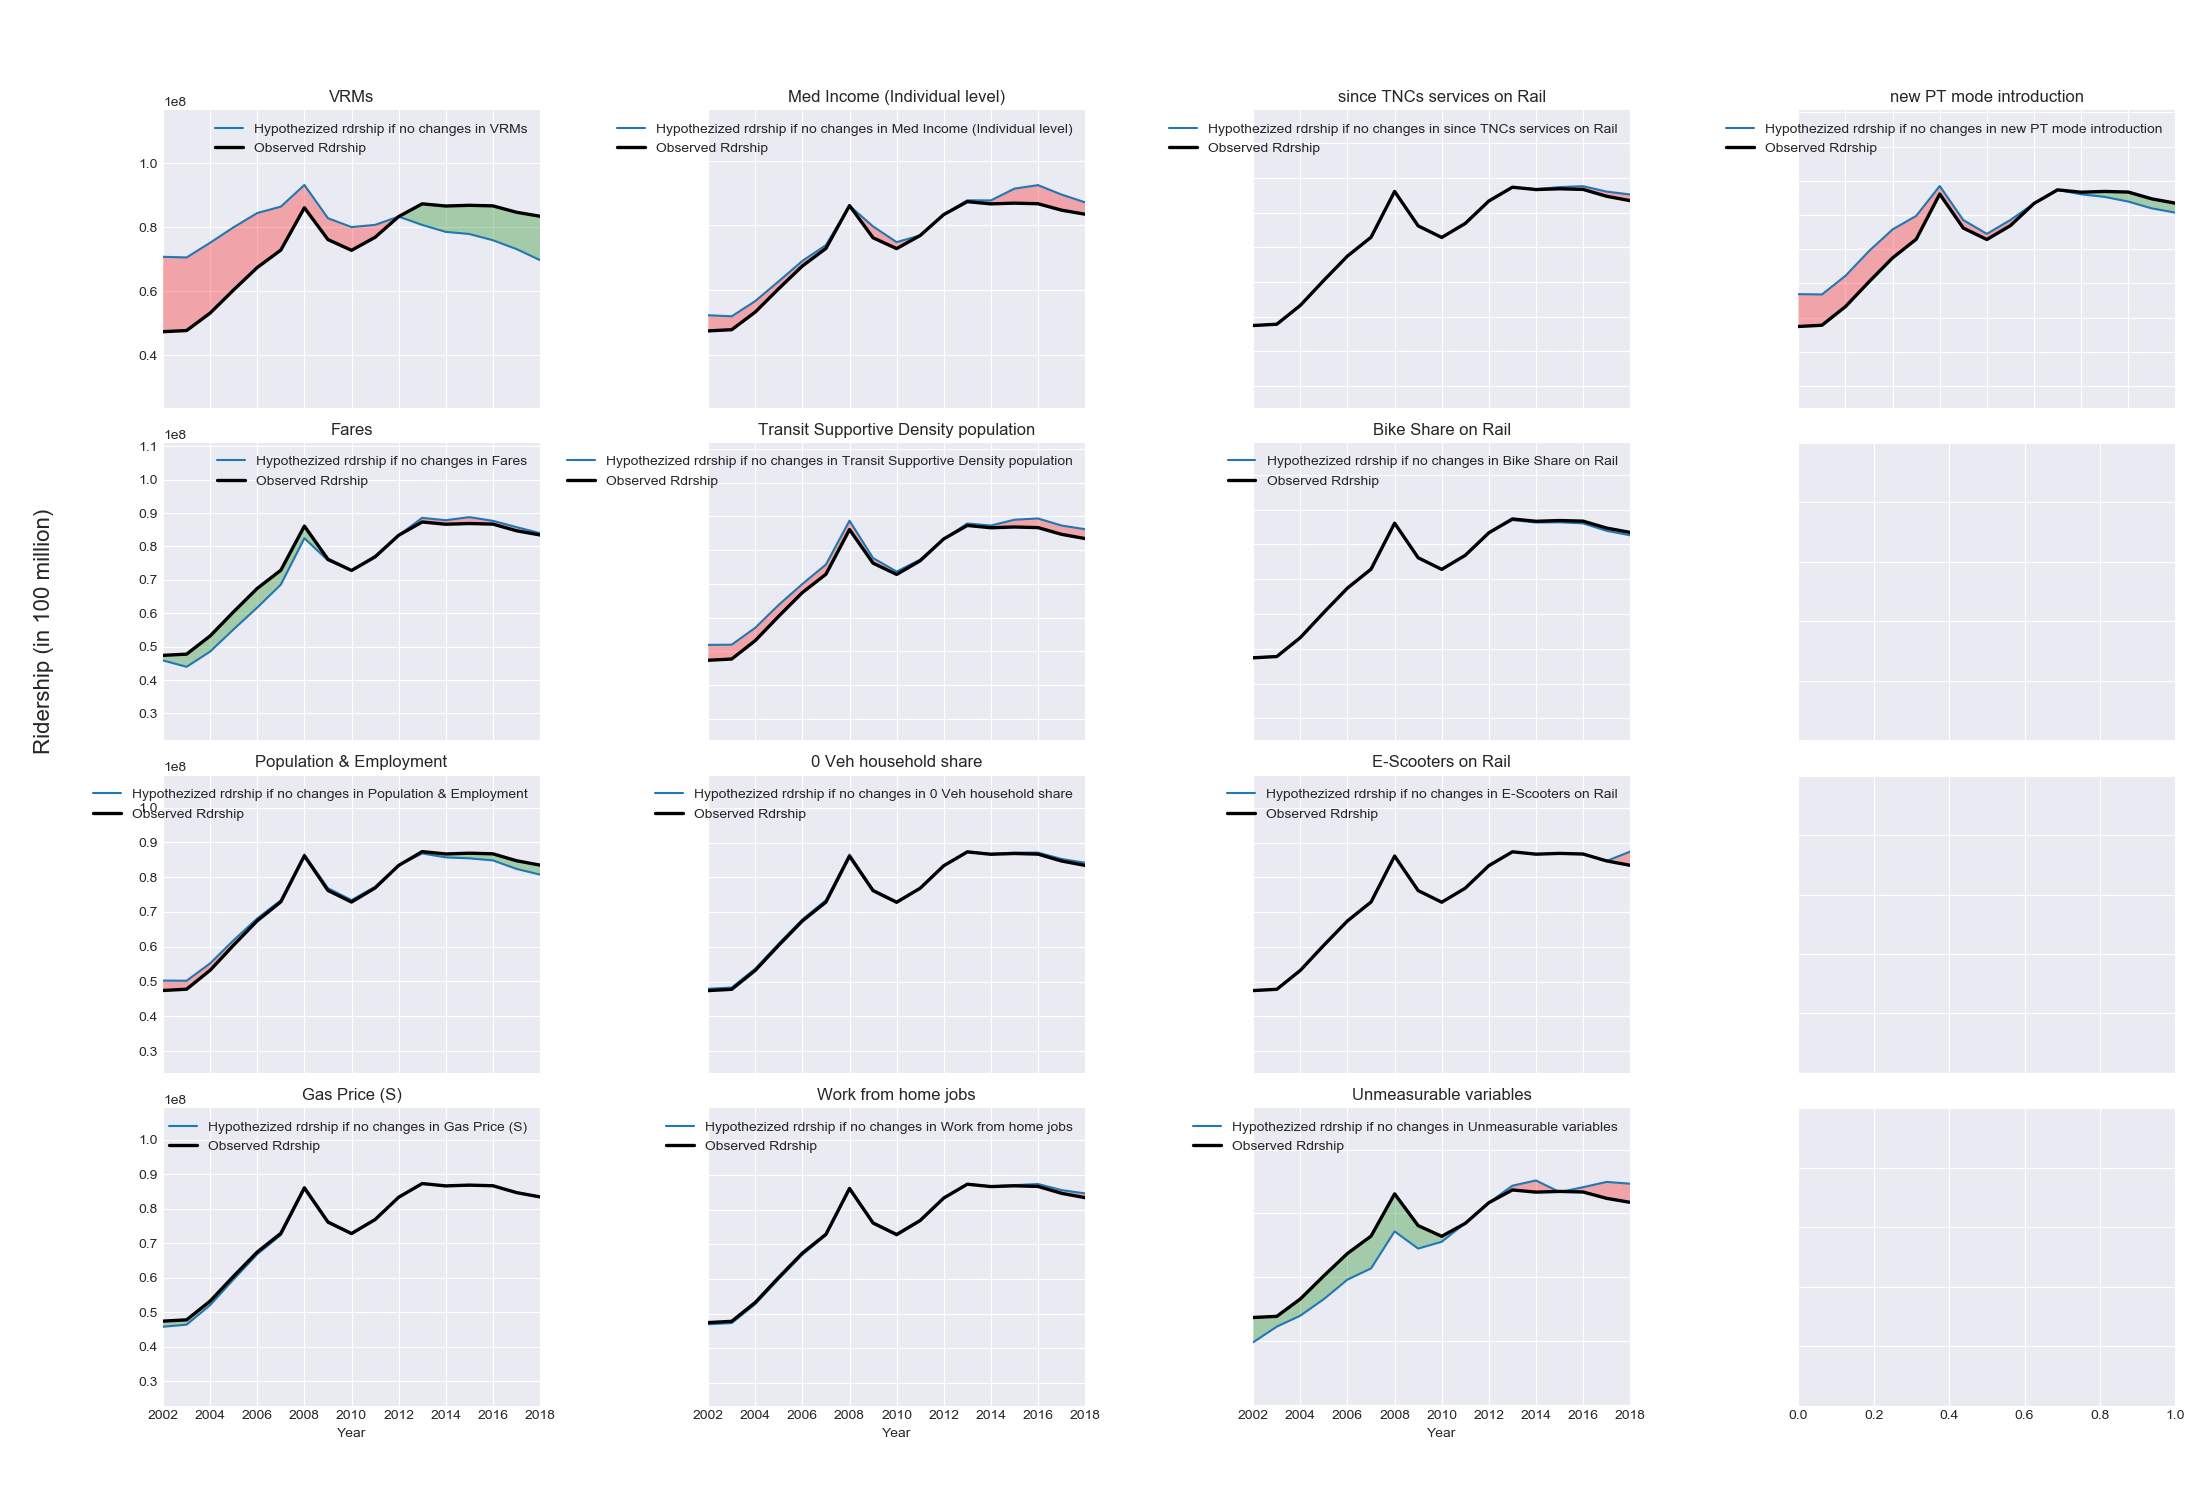 Ridership (in 100 million)
VRMs
1e8
Hypothezized rdrship if no changes in VRMs
Observed Rdrship
1.0
0.8
0.6
0.4
Med Income (Individual level)
Hypothezized rdrship if no changes in Med Income (Individual level)
Observed Rdrship
since TNCs services on Rail
Hypothezized rdrship if no changes in since TNCs services on Rail
Observed Rdrship
new PT mode introduction
Hypothezized rdrship if no changes in new PT mode introduction
Observed Rdrship
Fares
1e8
Hypothezized rdrship if no changes in Fares
Observed Rdrship
1.1
1.0
0.9
0.8
0.7
0.6
0.5
0.4
0.3
Transit Supportive Density population
Hypothezized rdrship if no changes in Transit Supportive Density population
Observed Rdrship
Bike Share on Rail
Hypothezized rdrship if no changes in Bike Share on Rail
Observed Rdrship
Population & Employment
1e8
Hypothezized rdrship if no changes in Population & Employment
Observed Rdrship
1.0
0.9
0.8
0.7
0.6
0.5
0.4
0.3
0 Veh household share
Hypothezized rdrship if no changes in 0 Veh household share
Observed Rdrship
E-Scooters on Rail
Hypothezized rdrship if no changes in E-Scooters on Rail
Observed Rdrship
Gas Price (S)
1e8
Hypothezized rdrship if no changes in Gas Price (S)
Observed Rdrship
1.0
0.9
0.8
0.7
0.6
0.5
0.4
0.3
2002 2004 2006 2008 2010 2012 2014 2016 2018
Year
Work from home jobs
Hypothezized rdrship if no changes in Work from home jobs
Observed Rdrship
2002 2004 2006 2008 2010 2012 2014 2016 2018
Year
Unmeasurable variables
Hypothezized rdrship if no changes in Unmeasurable variables
Observed Rdrship
2002 2004 2006 2008 2010 2012 2014 2016 2018
Year
0.0 0.2 0.4 0.6 0.8 1.0